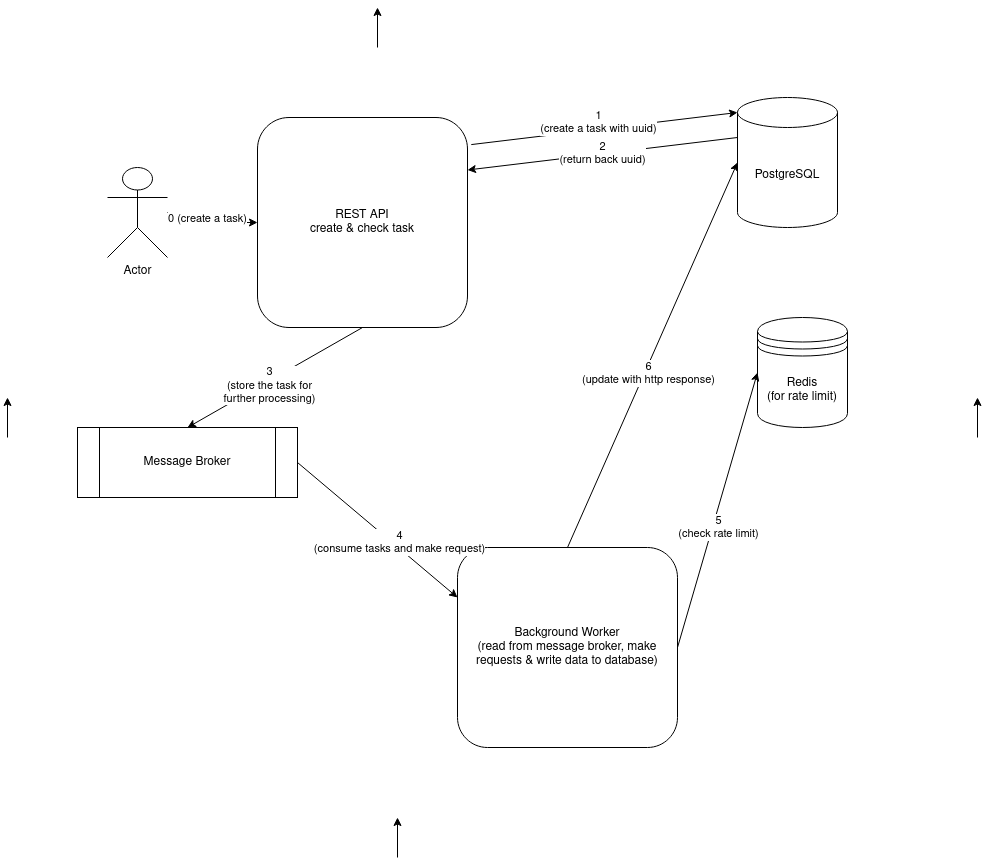 1
(create a task with uuid)
2
(return back uuid)
PostgreSQL
0 (create a task)
REST API
create & check task
Actor
3
(store the task for
further processing)
6
(update with http response)
Redis
(for rate limit)
Message Broker
4
(consume tasks and make request)
5
(check rate limit)
Background Worker
(read from message broker, make
requests & write data to database)